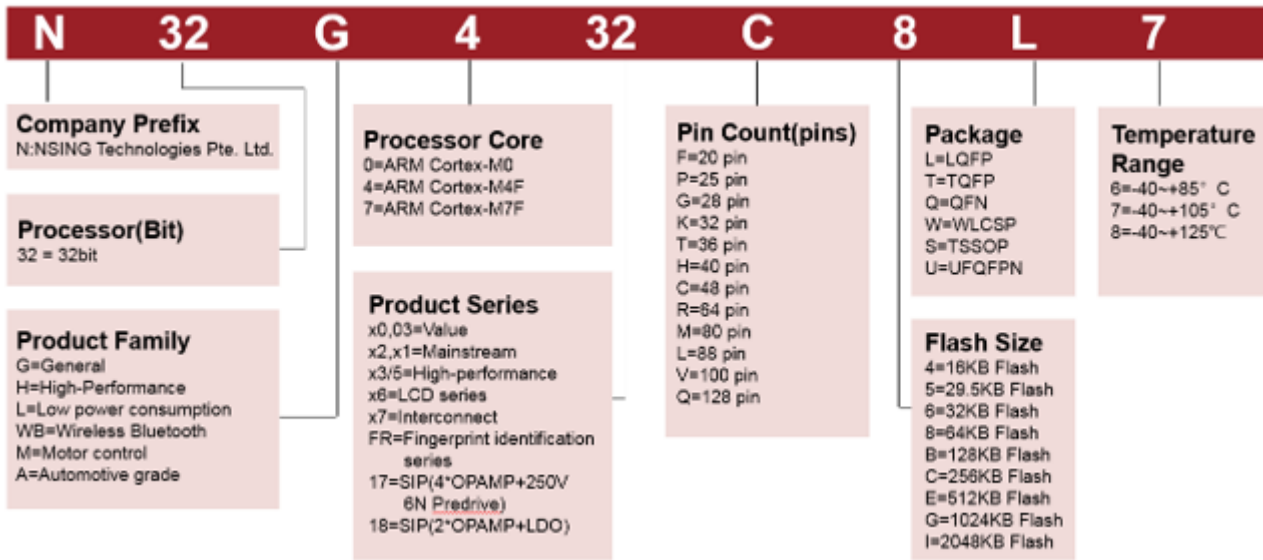 N 32 G 4 32 C 8 L 7
Company Prefix
N:NSING Technologies Pte. Ltd.
Processor(Bit)
32 = 32bit
Product Family
G=General
H=High-Performance
L=Low power consumption
WB=Wireless Bluetooth
M=Motor control
A=Automotive grade
Processor Core
0=ARM Cortex-M0
4=ARM Cortex-M4F
7=ARM Cortex-M7F
Product Series
x0,03=Value
x2,x1=Mainstream
x3/5=High-performance
x6=LCD series
x7=Interconnect
FR=Fingerprint identification
series
17=SIP(4*OPAMP+250V
6N Predrive)
18=SIP(2*OPAMP+LDO)
Pin Count(pins)
F=20 pin
P=25 pin
G=28 pin
K=32 pin
T=36 pin
H=40 pin
C=48 pin
R=64 pin
M=80 pin
L=88 pin
V=100 pin
Q=128 pin
Package
L=LQFP
T=TQFP
Q=QFN
W=WLCSP
S=TSSOP
U=UFQFPN
Flash Size
4=16KB Flash
5=29.5KB Flash
6=32KB Flash
8=64KB Flash
B=128KB Flash
C=256KB Flash
E=512KB Flash
G=1024KB Flash
I=2048KB Flash
Temperature
Range
6=-40~+85° C
7=-40~+105° C
8=-40~+125℃